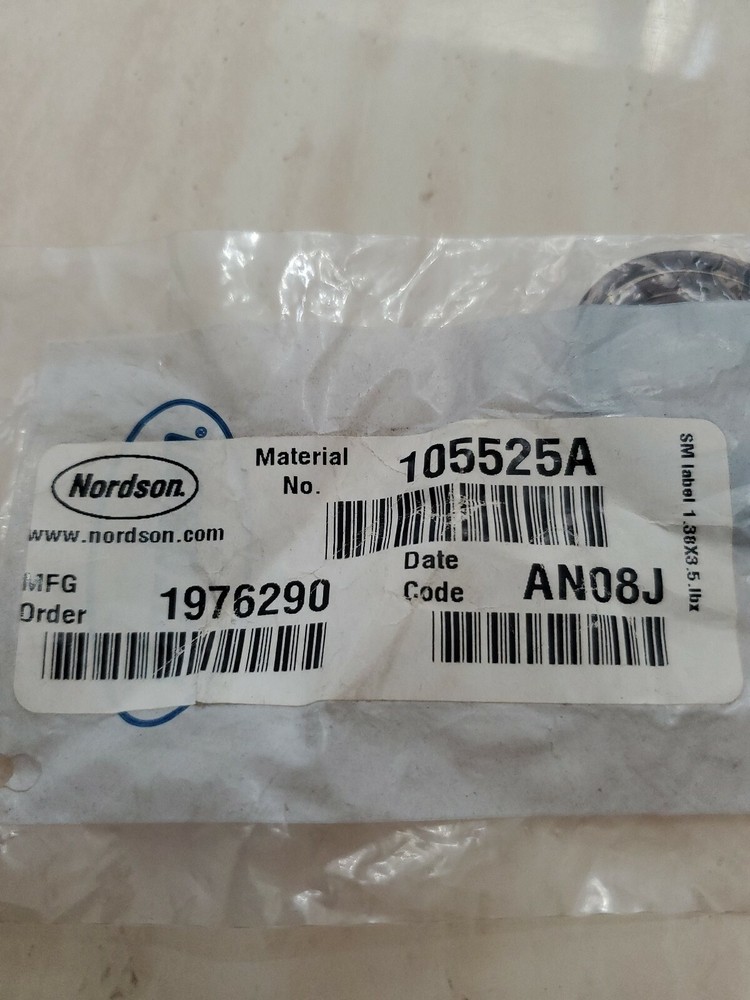 Nordson®
www.nordson.com
Material No. 105525A
MFG Order 1976290
Date Code AN08J
SM label 1.38X3.5.lbx
®